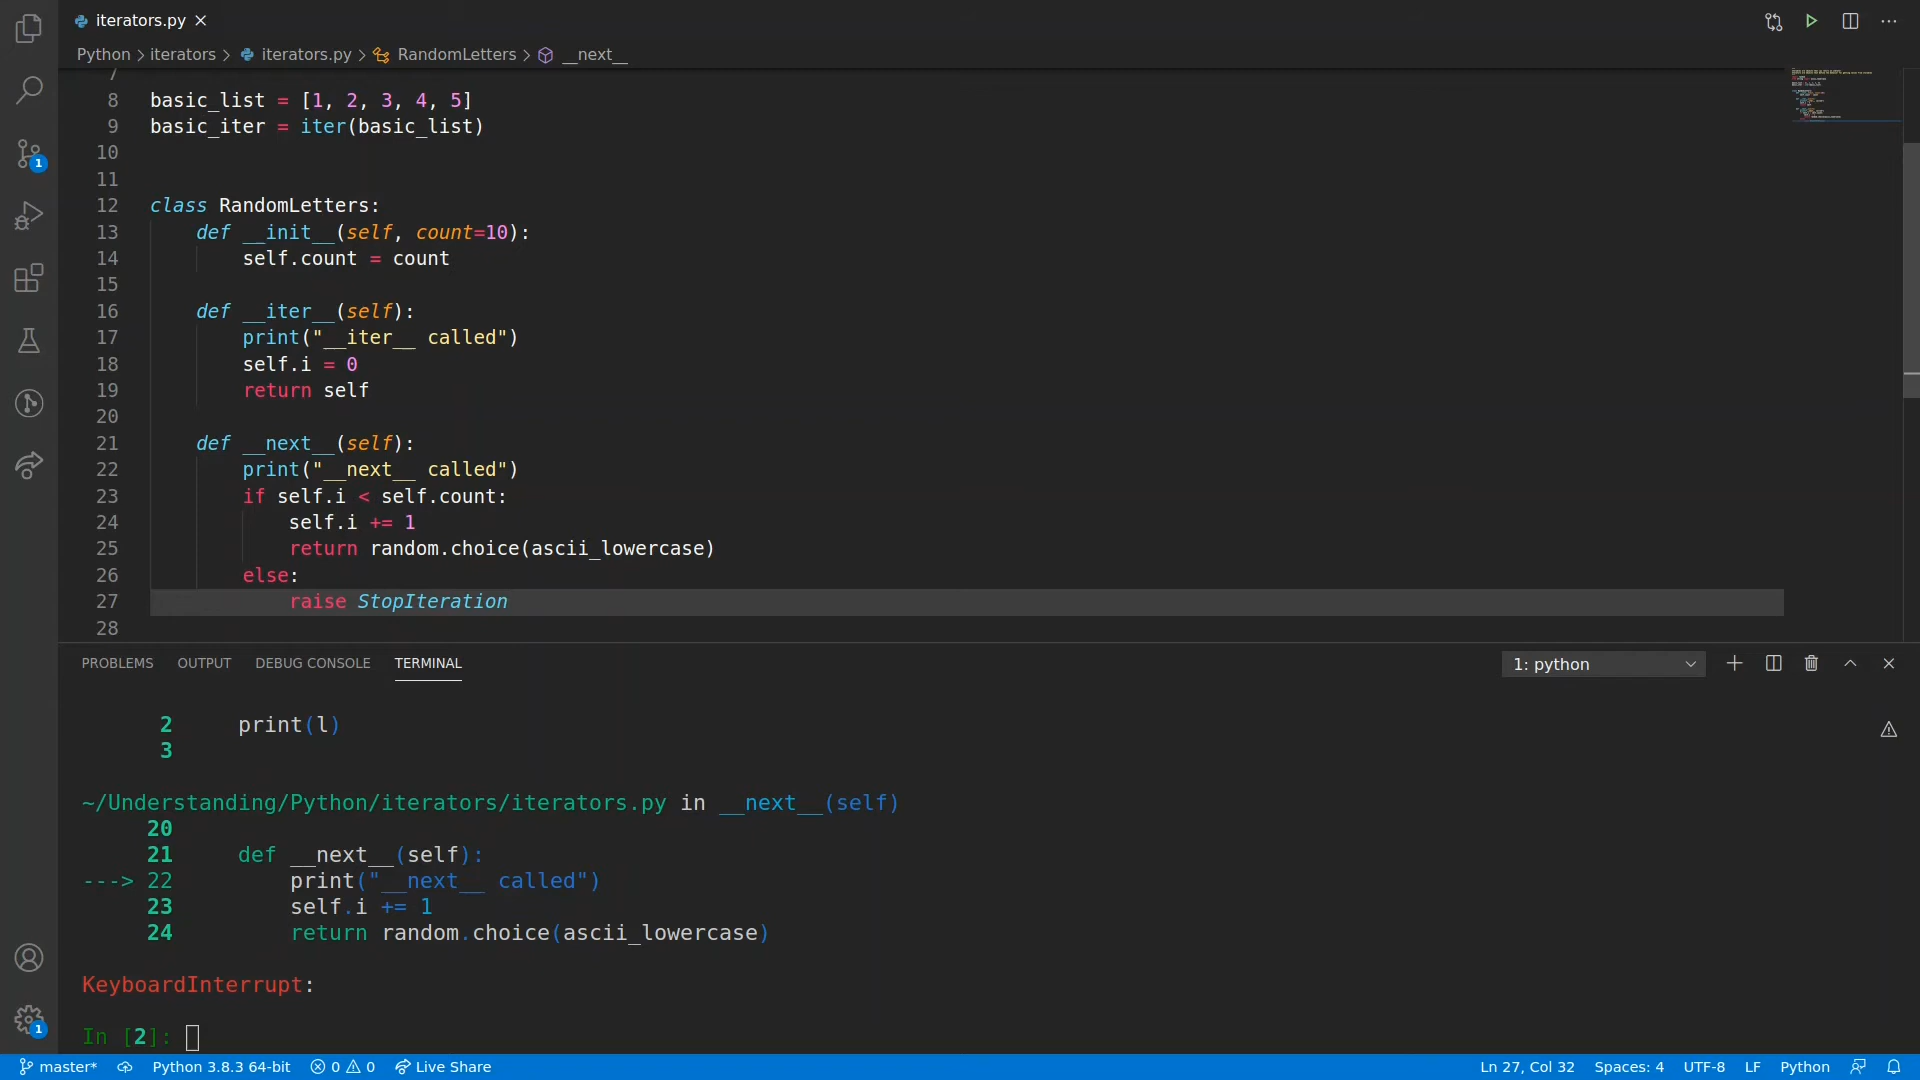 iterators.py
Python > iterators > iterators.py > RandomLetters > __next__
7
8 basic_list = [1, 2, 3, 4, 5]
9 basic_iter = iter(basic_list)
10
11
12 class RandomLetters:
13     def __init__(self, count=10):
14         self.count = count
15
16     def __iter__(self):
17         print("__iter__ called")
18         self.i = 0
19         return self
20
21     def __next__(self):
22         print("__next__ called")
23         if self.i < self.count:
24             self.i += 1
25             return random.choice(ascii_lowercase)
26         else:
27             raise StopIteration
28
1
PROBLEMS OUTPUT DEBUG CONSOLE TERMINAL 1: python
2     print(l)
3
~/Understanding/Python/iterators/iterators.py in __next__(self)
20
21     def __next__(self):
---> 22         print("__next__ called")
23         self.i += 1
24         return random.choice(ascii_lowercase)
KeyboardInterrupt:
In [2]:
1
master* Python 3.8.3 64-bit 0 0 Live Share Ln 27, Col 32 Spaces: 4 UTF-8 LF Python